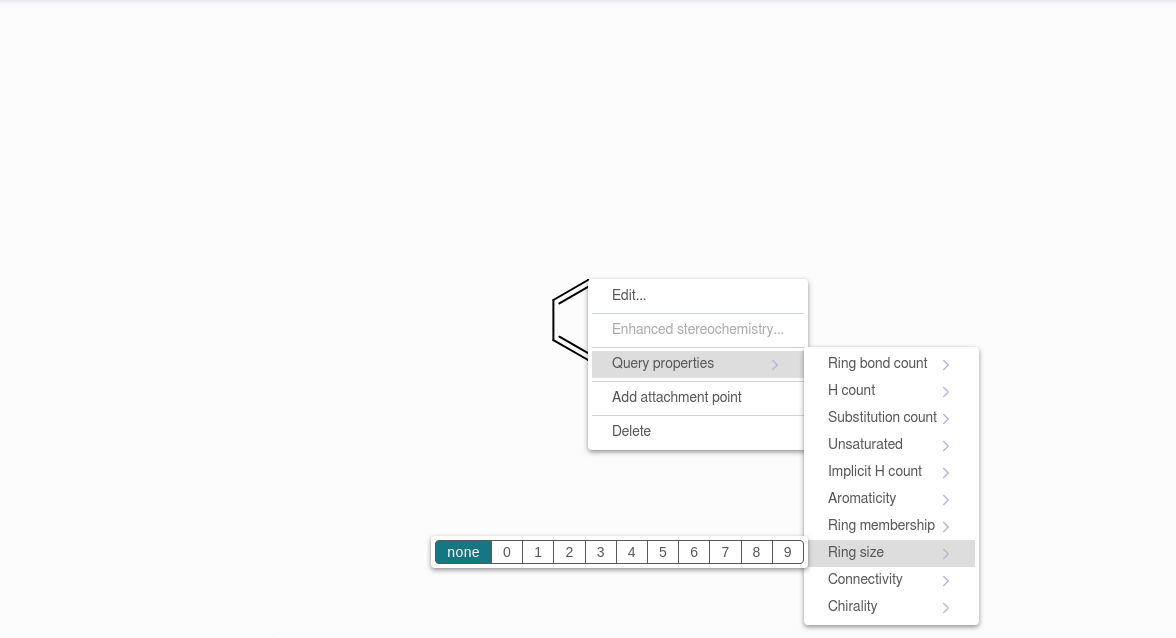 Edit...
Enhanced stereochemistry...
Query properties
Add attachment point
Delete
Ring bond count
H count
Substitution count
Unsaturated
Implicit H count
Aromaticity
Ring membership
Ring size
Connectivity
Chirality
none 0 1 2 3 4 5 6 7 8 9